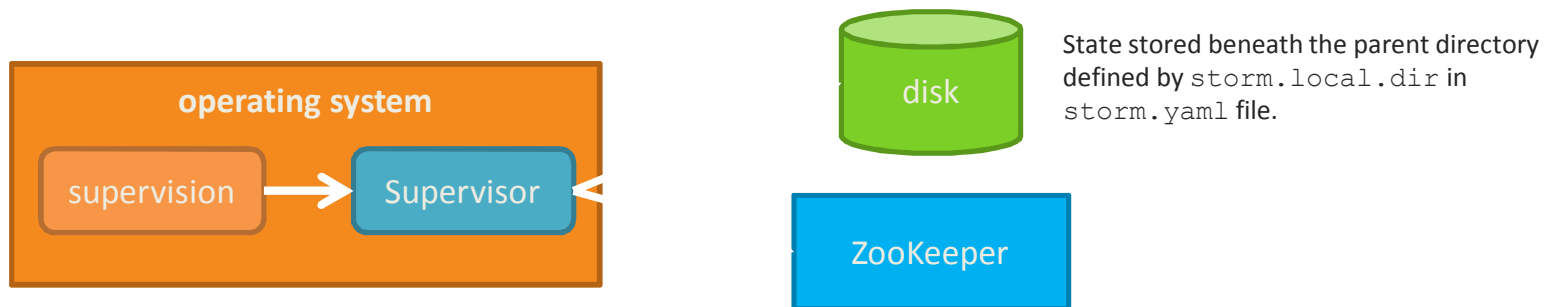 operating system
supervision
Supervisor
disk
State stored beneath the parent directory
defined by storm.local.dir in
storm.yaml file.
ZooKeeper